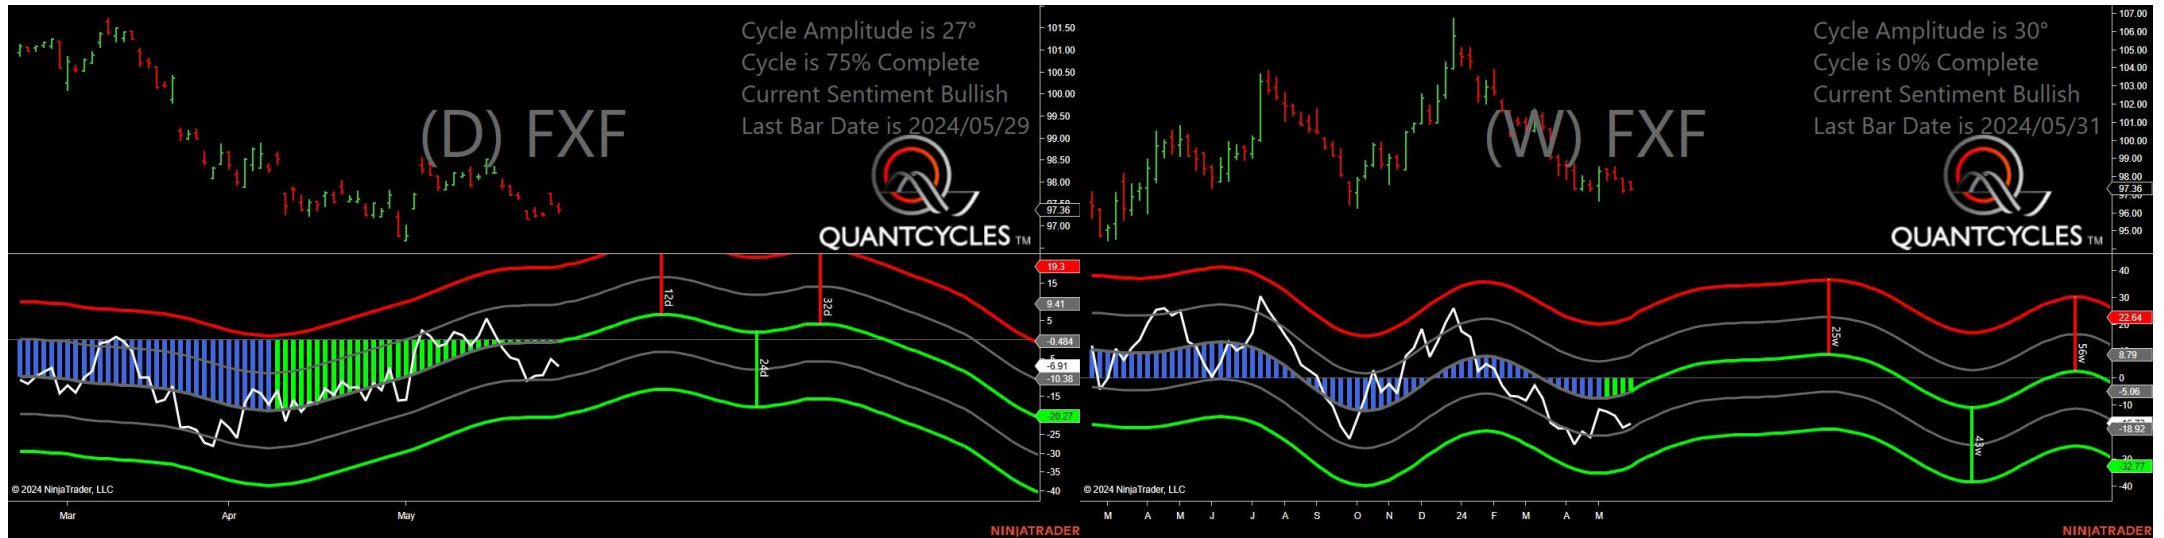 Cycle Amplitude is 27°
Cycle is 75% Complete
Current Sentiment Bullish
Last Bar Date is 2024/05/29
(D) FXF
QUANTCYCLES TM
101.50
101.00
100.50
100.00
99.50
99.00
98.50
98.00
97.36
97.00
19.3
15
9.41
5
-0.484
-6.91
-10.38
-15
-20.27
-25
-30
-35
-40
12d
24d
32d
© 2024 NinjaTrader, LLC
Mar Apr May
NINJATRADER
Cycle Amplitude is 30°
Cycle is 0% Complete
Current Sentiment Bullish
Last Bar Date is 2024/05/31
(W) FXF
QUANTCYCLES TM
107.00
106.00
105.00
104.00
103.00
102.00
101.00
100.00
99.00
98.00
97.36
96.00
95.00
40
30
22.64
8.79
0
-5.06
-10
-18.92
-32.77
-40
25w
43w
56w
© 2024 NinjaTrader, LLC
M A M J J A S O N D 24 F M A M
NINJATRADER